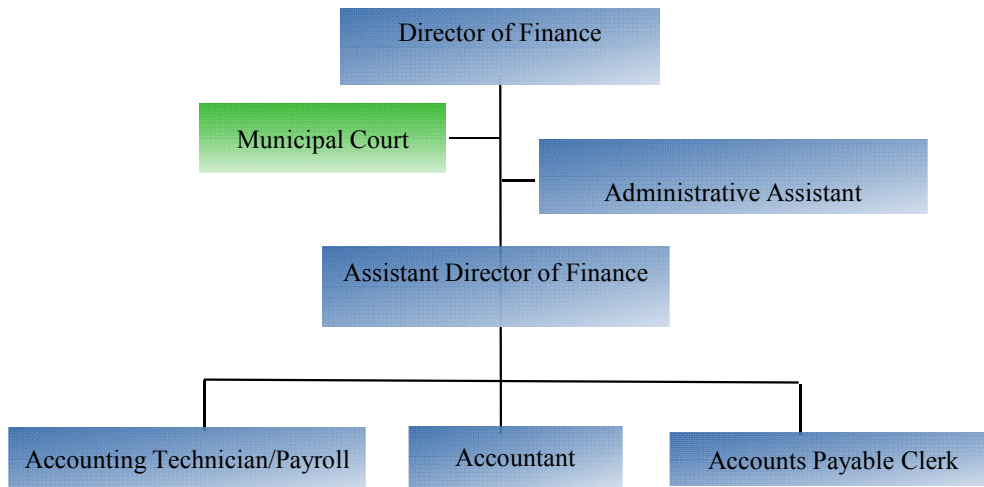 Director of Finance
Municipal Court
Administrative Assistant
Assistant Director of Finance
Accounting Technician/Payroll
Accountant
Accounts Payable Clerk